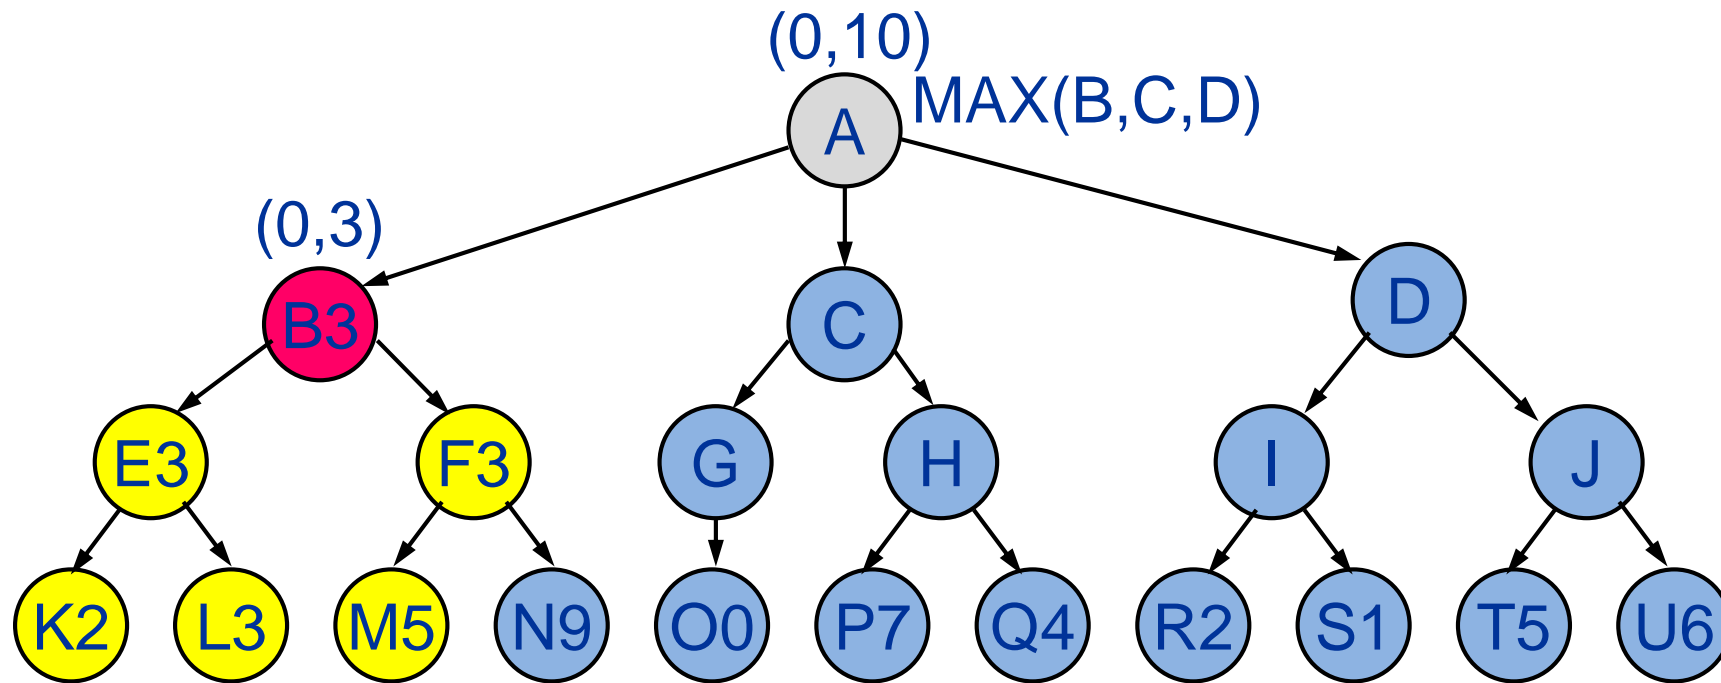 (0,10)
A
MAX(B,C,D)
(0,3)
B3
C
D
E3
F3
G
H
I
J
K2
L3
M5
N9
O0
P7
Q4
R2
S1
T5
U6